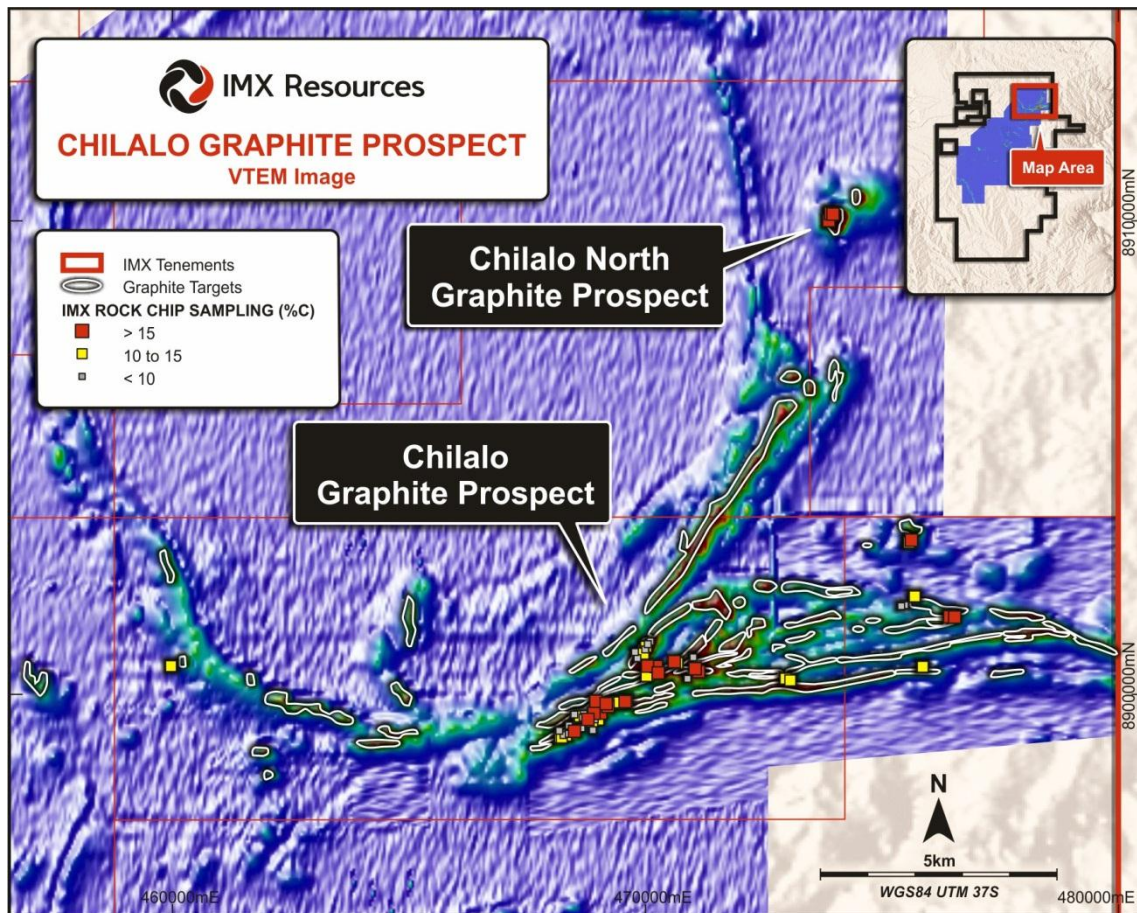 IMX Resources
CHILALO GRAPHITE PROSPECT
VTEM Image
Map Area
IMX Tenements
Graphite Targets
IMX ROCK CHIP SAMPLING (%C)
> 15
10 to 15
< 10
Chilalo North
Graphite Prospect
Chilalo
Graphite Prospect
8910000mN
8900000mN
N
5km
WGS84 UTM 37S
460000mE
470000mE
480000mE